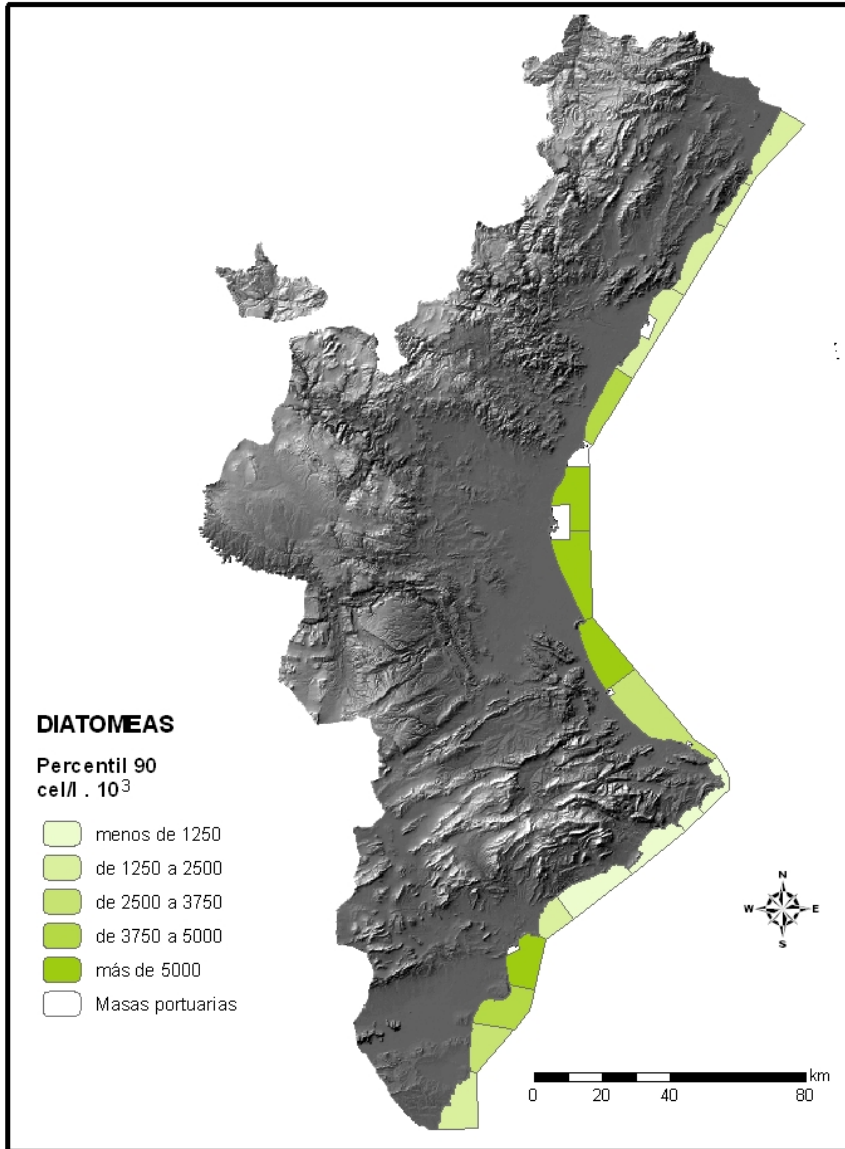 DIATOMEAS
Percentil 90
cel/l . 10³
menos de 1250
de 1250 a 2500
de 2500 a 3750
de 3750 a 5000
más de 5000
Masas portuarias
N
W E
S
km
0 20 40 80